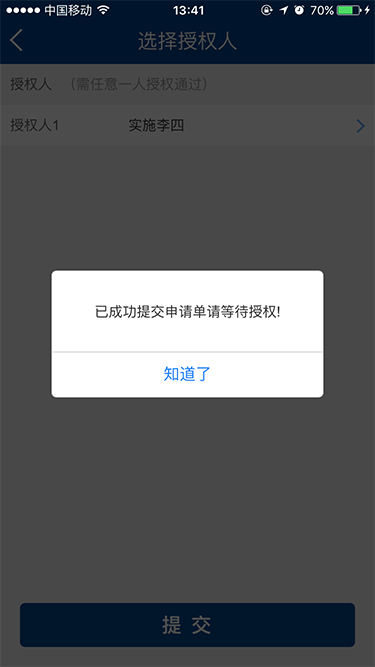 中国移动 13:41 70%
选择授权人
授权人 （需任意一人授权通过）
授权人1 实施李四
已成功提交申请单请等待授权!
知道了
提 交